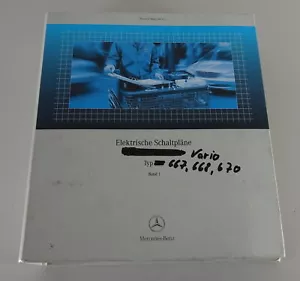 Elektrische Schaltpläne
Vario
Typ 667, 668, 670
Band 1
Mercedes-Benz